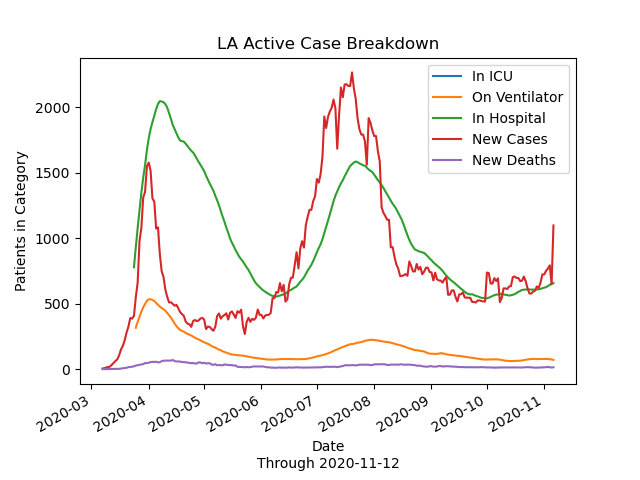 LA Active Case Breakdown
In ICU
On Ventilator
In Hospital
New Cases
New Deaths
Patients in Category
2000
1500
1000
500
0
2020-03
2020-04
2020-05
2020-06
2020-07
2020-08
2020-09
2020-10
2020-11
Date
Through 2020-11-12